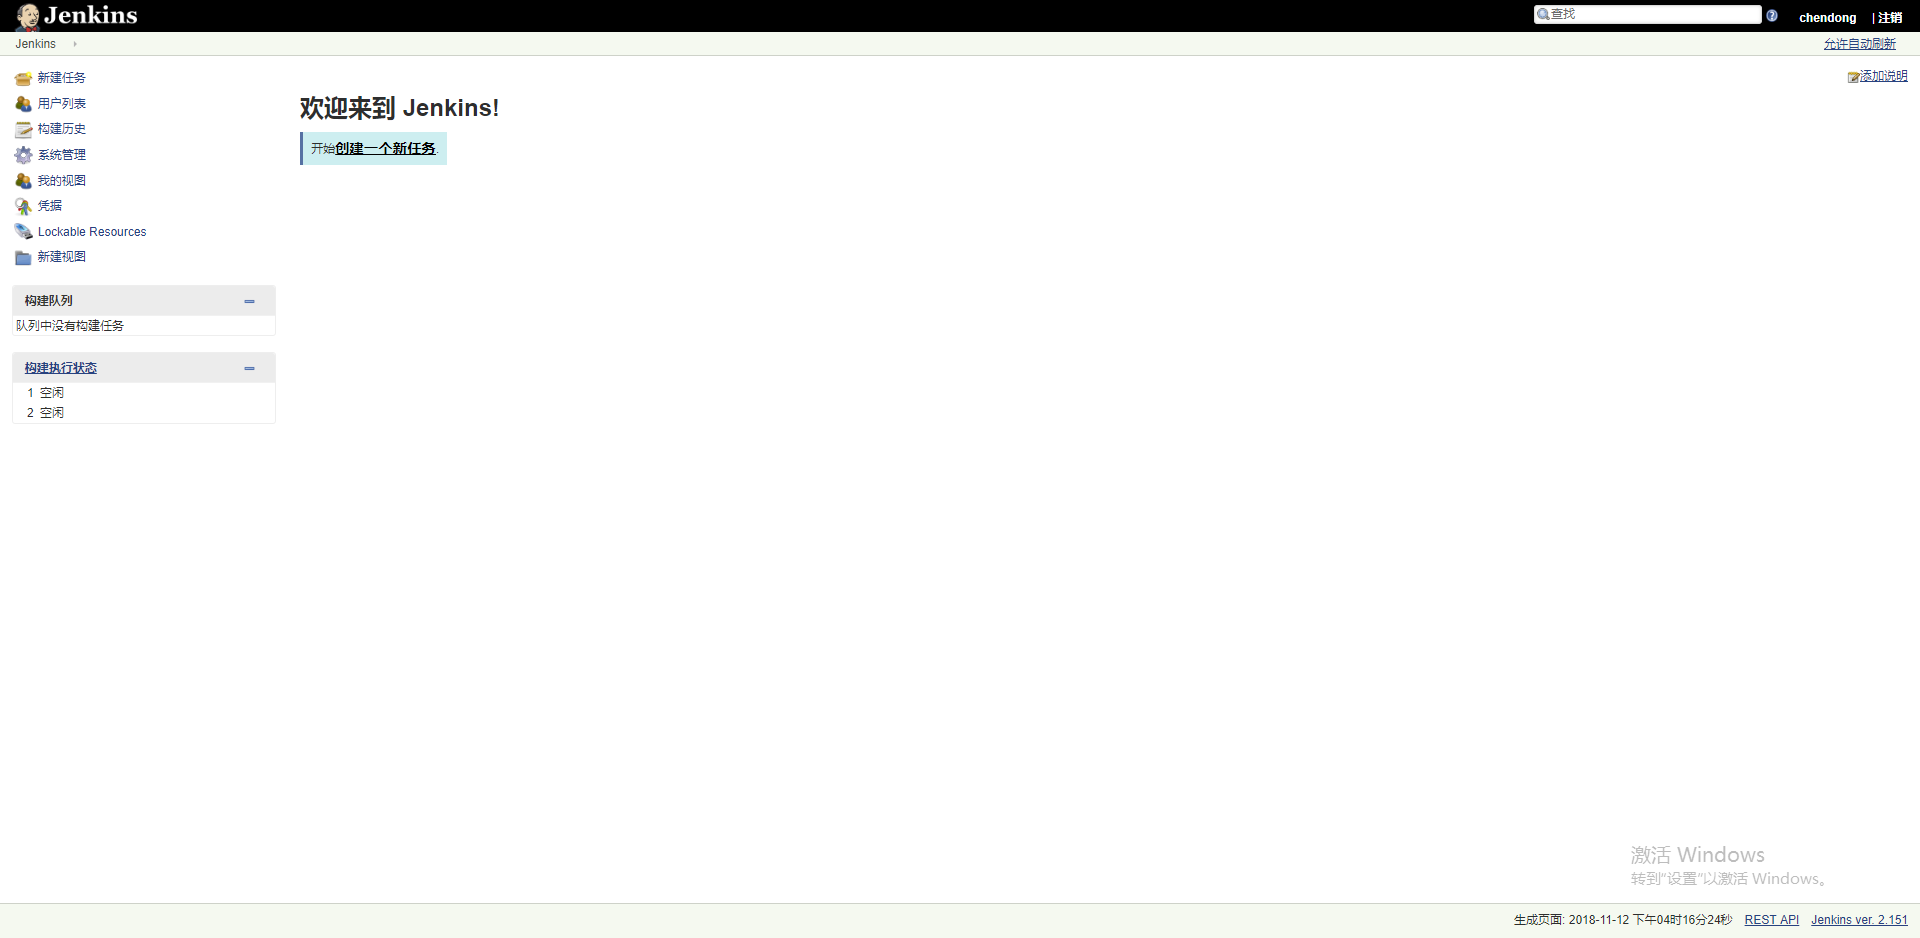 Jenkins
查找
chendong | 注销
Jenkins
允许自动刷新
新建任务
用户列表
构建历史
系统管理
我的视图
凭据
Lockable Resources
新建视图
添加说明
欢迎来到 Jenkins!
开始创建一个新任务.
构建队列
队列中没有构建任务
构建执行状态
1 空闲
2 空闲
激活 Windows
转到"设置"以激活 Windows。
生成页面: 2018-11-12 下午04时16分24秒 REST API Jenkins ver. 2.151